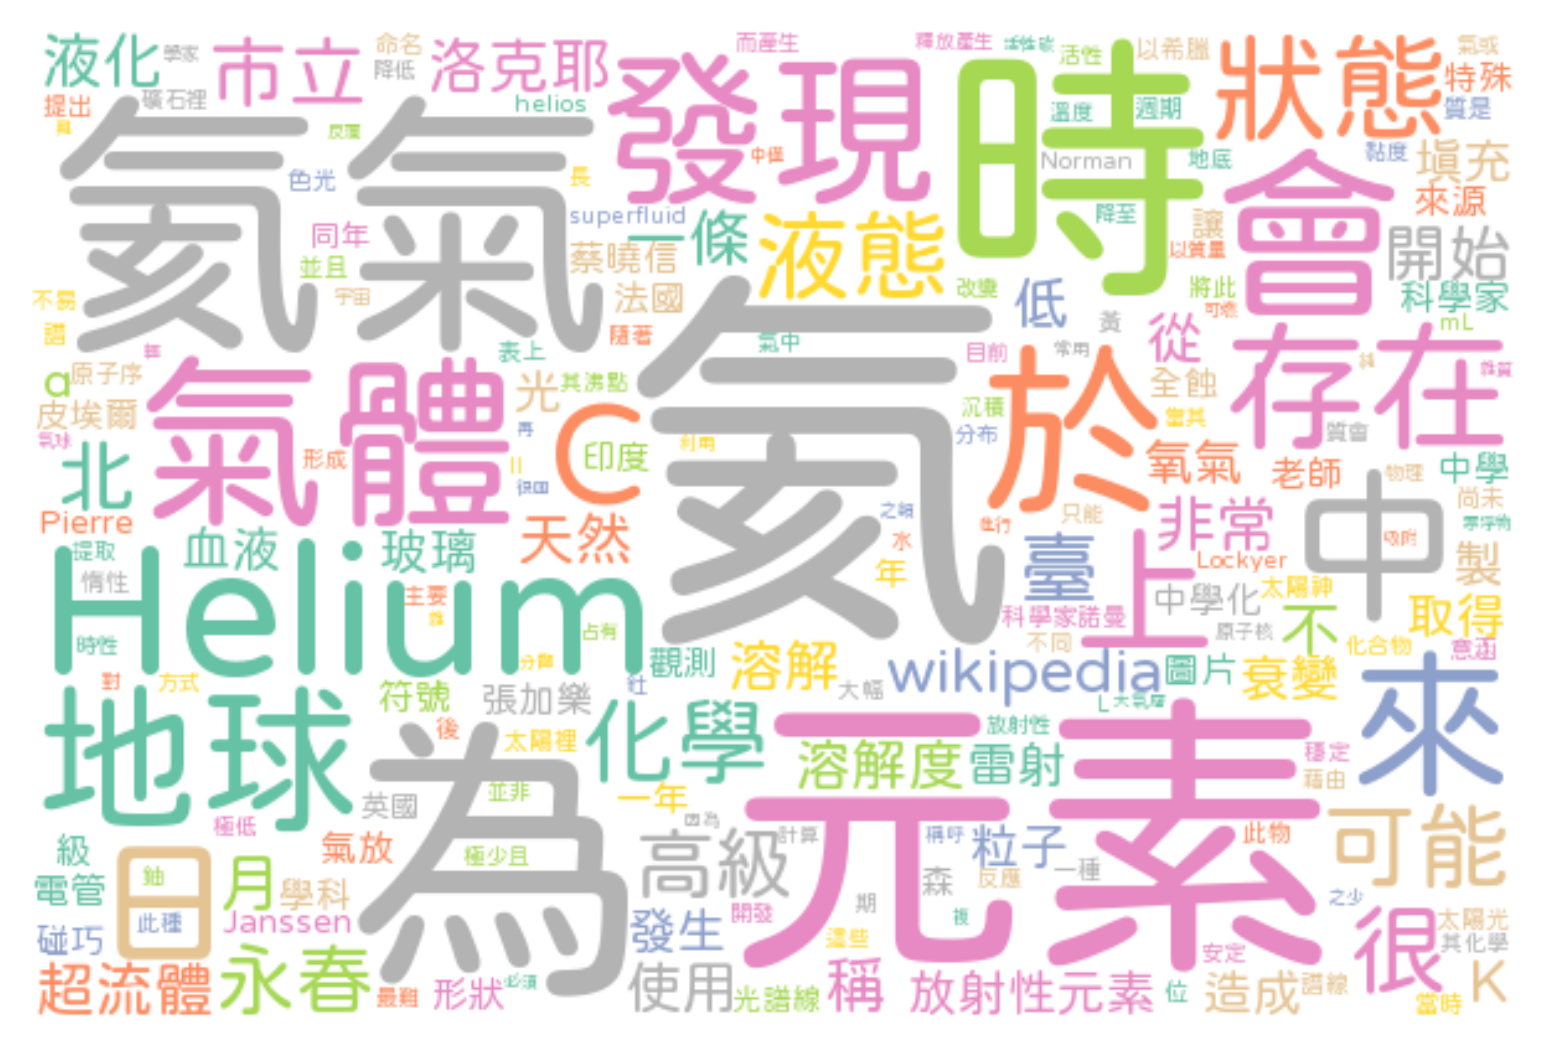 液化
學家
市立
命名
降低
洛克耶
而產生
釋放產生
活性碳
活性
以希臘
氣或
狀態
特殊
提出
礦石裡
helios
發現
時
溫度
週期
質是
氦氣
反應
中僅
Norman
地底
黏度
填充
色光
長
會
來源
同年
superfluid
一條
液態
降至
讓
以質量
開始
並且
蔡曉信
不易
宇宙
法國
改變
低
將此
可燃
科學家
譜
隨著
氦
黃
mL
表上
氣中
目前
常用
從
存在
a
原子序
氣體
光
其沸點
於
全蝕
皮埃爾
C
沉積
當其
質會
氣球
再
利用
分布
北
形成
印度
氧氣
老師
中學
II
德國
物理
尚未
Pierre
天然
之類
進行
只能
非常
中
吸附
提取
血液
玻璃
水
臺
上
Lockyer
製
惰性
Helium
主要
年
科學家諾曼
中學化
太陽神
取得
占有
不同
原子核
不
化合物
時性
觀測
溶解
wikipedia
圖片
衰變
意涵
對
方式
符號
張加樂
大幅
L
大氣層
來
地球
為
後
太陽裡
化學
元素
放射性
溶解度
雷射
穩定
藉由
英國
並非
一年
極低
因為
可能
級
氣放
極少且
高級
計算
稱呼
粒子
此物
電管
日
鈾
月
學科
森
反應
一種
之少
此種
Janssen
期
很
太陽光
碰巧
發生
開發
這些
複
其化學
安定
超流體
永春
最難
形狀
必須
使用
光譜線
稱
放射性元素
位
造成
譜線
K
當時